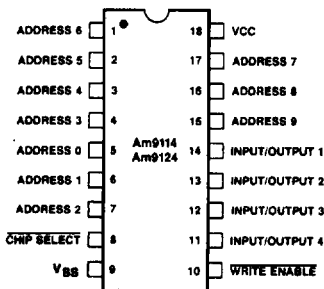 ADDRESS 6 1 18 VCC
ADDRESS 5 2 17 ADDRESS 7
ADDRESS 4 3 16 ADDRESS 8
ADDRESS 3 4 15 ADDRESS 9
Am9114
ADDRESS 0 5 14 INPUT/OUTPUT 1
Am9124
ADDRESS 1 6 13 INPUT/OUTPUT 2
ADDRESS 2 7 12 INPUT/OUTPUT 3
CHIP SELECT 8 11 INPUT/OUTPUT 4
VSS 9 10 WRITE ENABLE